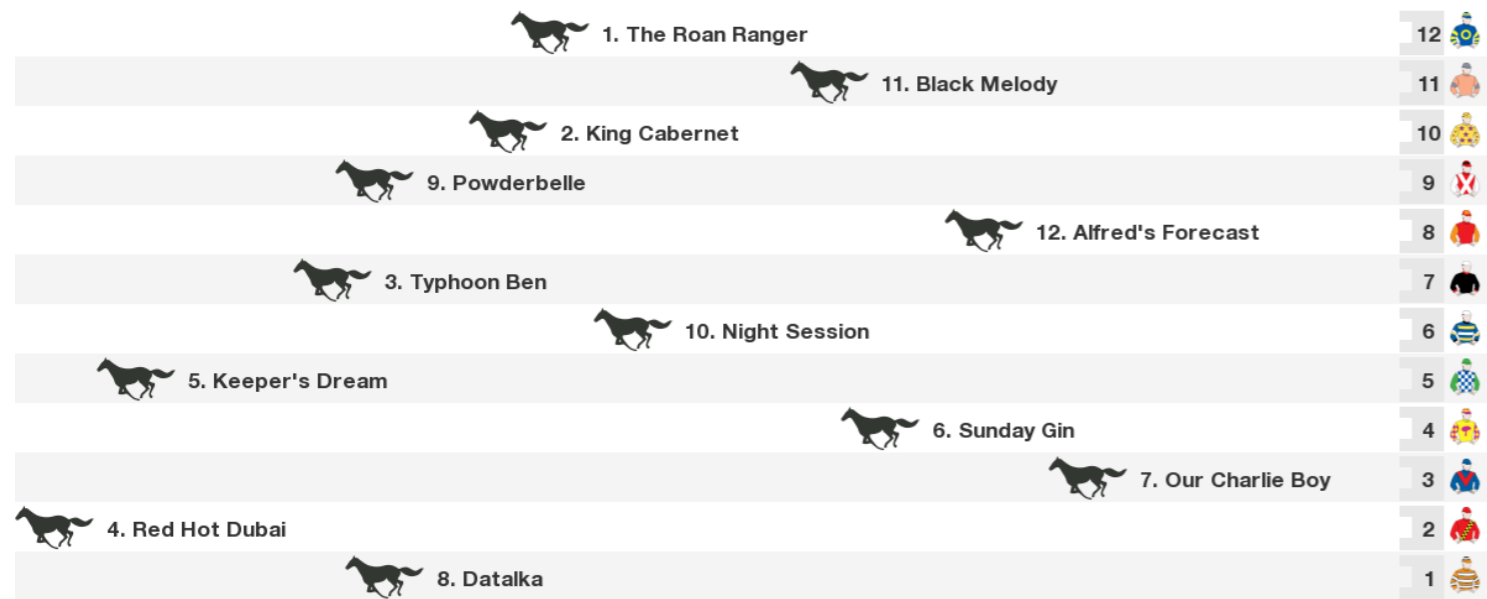 1. The Roan Ranger 12
11. Black Melody 11
2. King Cabernet 10
9. Powderbelle 9
12. Alfred's Forecast 8
3. Typhoon Ben 7
10. Night Session 6
5. Keeper's Dream 5
6. Sunday Gin 4
7. Our Charlie Boy 3
4. Red Hot Dubai 2
8. Datalka 1